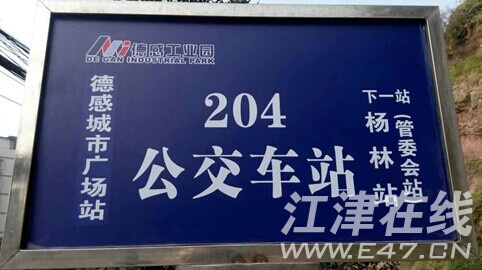 德感工业园
DE GAN INDUSTRIAL PARK
德感城市广场站
204
公交车站
下一站
杨林站
(管委会站)
江津在线
www.E47.CN